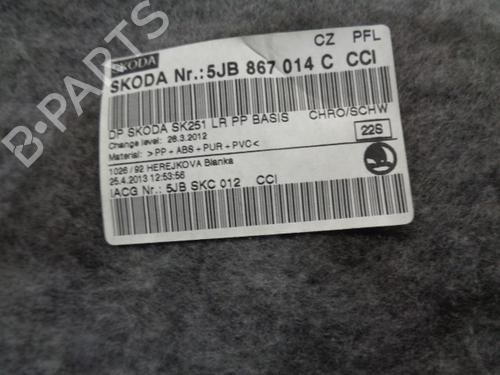 CZ PFL
SKODA
SKODA Nr.: 5JB 867 014 C CCI
DP SKODA SK251 LR PP BASIS CHRO/SCHW
Change level: 26.3.2012
Material: >PP + ABS + PUR + PVC<
22S
1026 / 92 HEREJKOVA Blanka
25.4.2013 12:53:56
IACG Nr.: 5JB SKC 012 CCI
B-PARTS